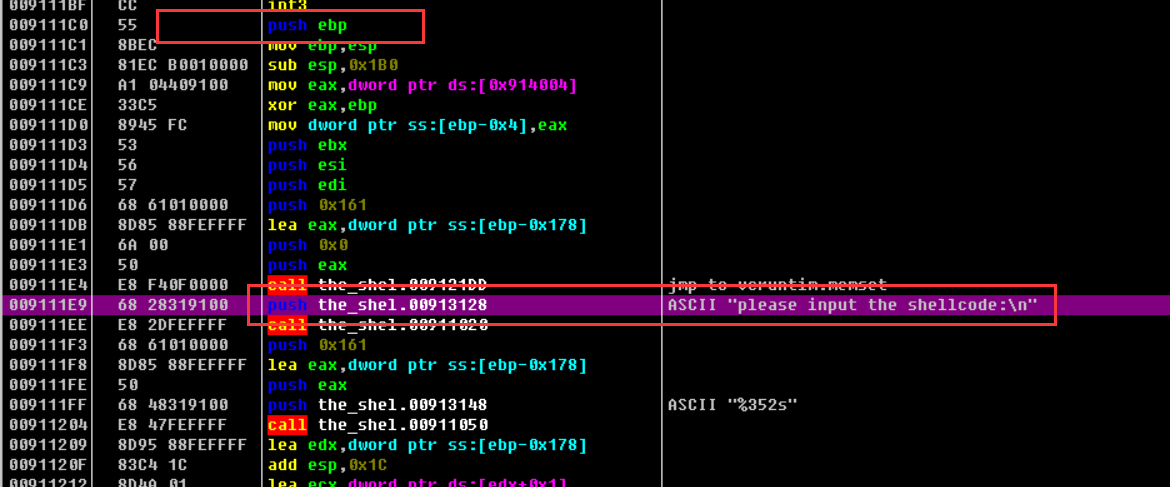 009111BF CC int3
009111C0 55 push ebp
009111C1 8BEC mov ebp,esp
009111C3 81EC B0010000 sub esp,0x1B0
009111C9 A1 04409100 mov eax,dword ptr ds:[0x914004]
009111CE 33C5 xor eax,ebp
009111D0 8945 FC mov dword ptr ss:[ebp-0x4],eax
009111D3 53 push ebx
009111D4 56 push esi
009111D5 57 push edi
009111D6 68 61010000 push 0x161
009111DB 8D85 88FEFFFF lea eax,dword ptr ss:[ebp-0x178]
009111E1 6A 00 push 0x0
009111E3 50 push eax
009111E4 E8 F40F0000 call the_shel.009121DD jmp to vcruntim.memset
009111E9 68 28319100 push the_shel.00913128 ASCII "please input the shellcode:\n"
009111EE E8 2DFEFFFF call the_shel.00911020
009111F3 68 61010000 push 0x161
009111F8 8D85 88FEFFFF lea eax,dword ptr ss:[ebp-0x178]
009111FE 50 push eax
009111FF 68 48319100 push the_shel.00913148 ASCII "%352s"
00911204 E8 47FEFFFF call the_shel.00911050
00911209 8D95 88FEFFFF lea edx,dword ptr ss:[ebp-0x178]
0091120F 83C4 1C add esp,0x1C
00911212 8D4A 01 lea ecx,dword ptr ds:[edx+0x1]